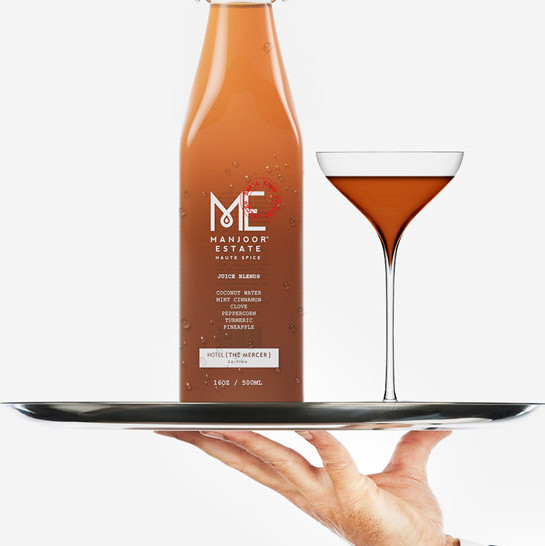 ME
MANJOOR®
ESTATE
HAUTE SPICE
JUICE BLENDS
COCONUT WATER
MINT CINNAMON
CLOVE
PEPPERCORN
TURMERIC
PINEAPPLE
HOTEL {THE MERCER}
EDITION
16OZ / 500ML